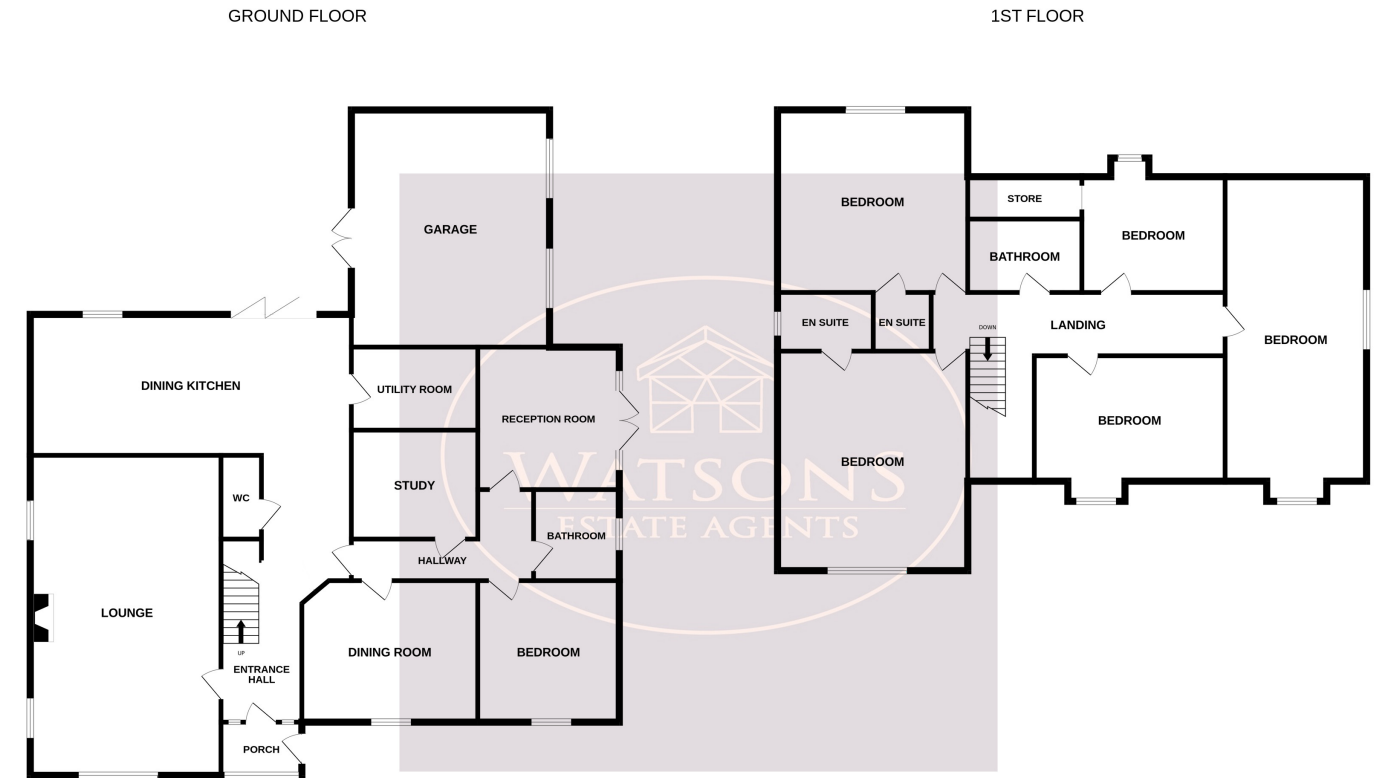 GROUND FLOOR
GARAGE
DINING KITCHEN
UTILITY ROOM
RECEPTION ROOM
STUDY
WC
BATHROOM
HALLWAY
LOUNGE
UP
ENTRANCE
HALL
DINING ROOM
BEDROOM
PORCH
1ST FLOOR
BEDROOM
STORE
BEDROOM
BATHROOM
EN SUITE
EN SUITE
DOWN
LANDING
BEDROOM
BEDROOM
BEDROOM
WATSONS
ESTATE AGENTS